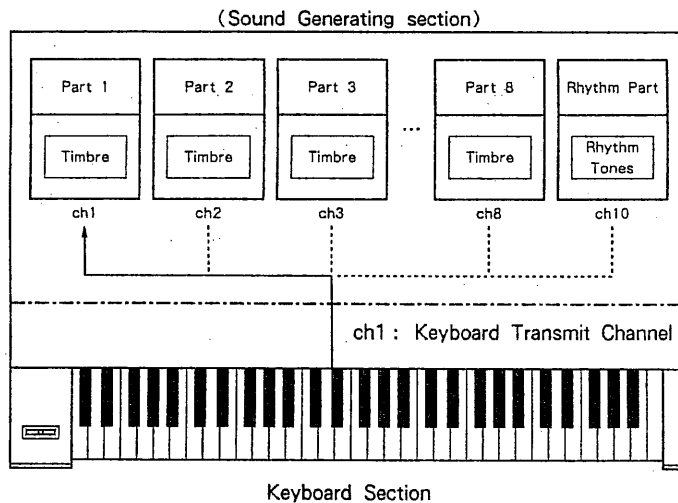 (Sound Generating section)
Part 1
Part 2
Part 3
...
Part 8
Rhythm Part
Timbre
Timbre
Timbre
Timbre
Rhythm
Tones
ch1
ch2
ch3
ch8
ch10
ch1 : Keyboard Transmit Channel
Keyboard Section